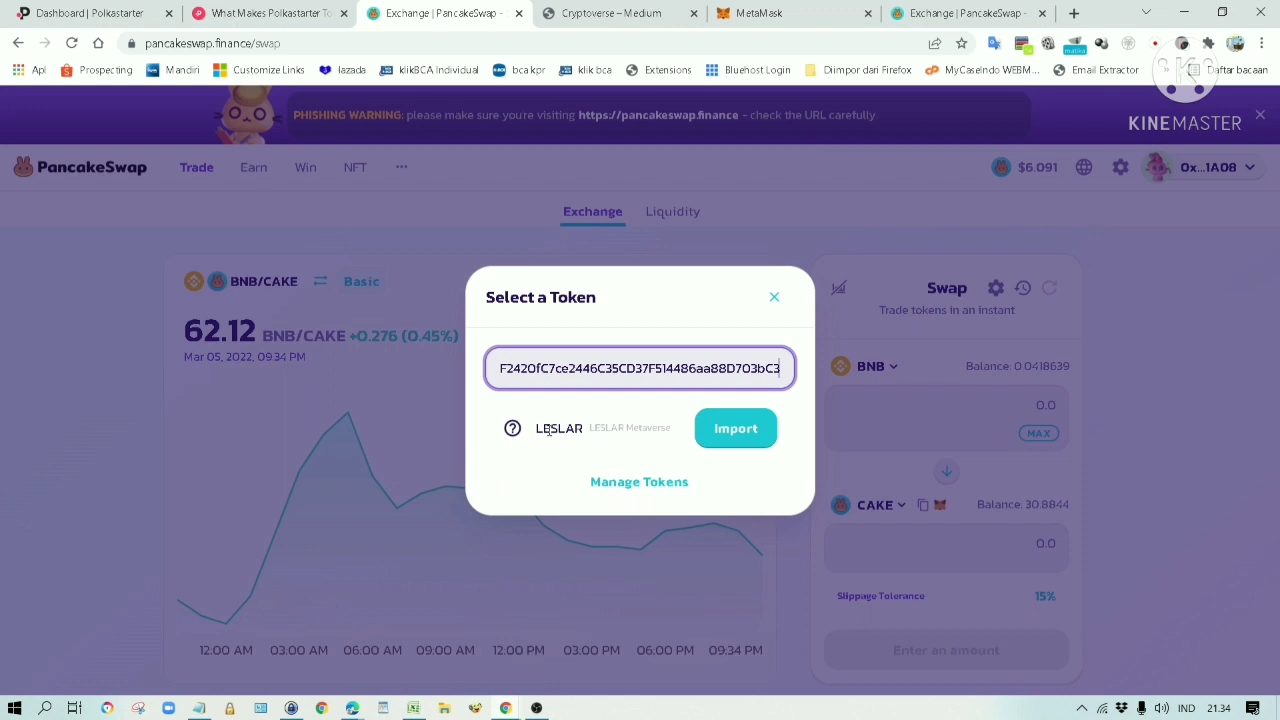 Dashboard | Polkastarter
Polkastarter To
Exchange | PancakeSwap -
Cryptopedia – Premium
MetaMask
Exchange | PancakeSwap -
pancakeswap.finance/swap
malika
Apl
Prospecting
Mandiri
Customize Links
lazada
klikBCA Individual
bca kpr
klik bca
Extensions
Bluehost Login
Diimpor dari Firefox
MyCaseIndo WEBM...
Email Extractor
Daftar bacaan
PHISHING WARNING: please make sure you're visiting https://pancakeswap.finance - check the URL carefully
KINEMASTER
PancakeSwap
Trade
Earn
Win
NFT
$6.091
0x...1A08
Exchange
Liquidity
BNB/CAKE
Basic
62.12 BNB/CAKE +0.276 (0.45%)
Mar 05, 2022, 09:34 PM
12:00 AM
03:00 AM
06:00 AM
09:00 AM
12:00 PM
03:00 PM
06:00 PM
09:34 PM
Select a Token
F2420fC7ce2446C35CD37F514486aa88D703bC3
LESLAR
LESLAR Metaverse
Import
Manage Tokens
Swap
Trade tokens in an instant
BNB
Balance: 0.0418639
0.0
MAX
CAKE
Balance: 30.8844
0.0
Slippage Tolerance
15%
Enter an amount
IND
21:34